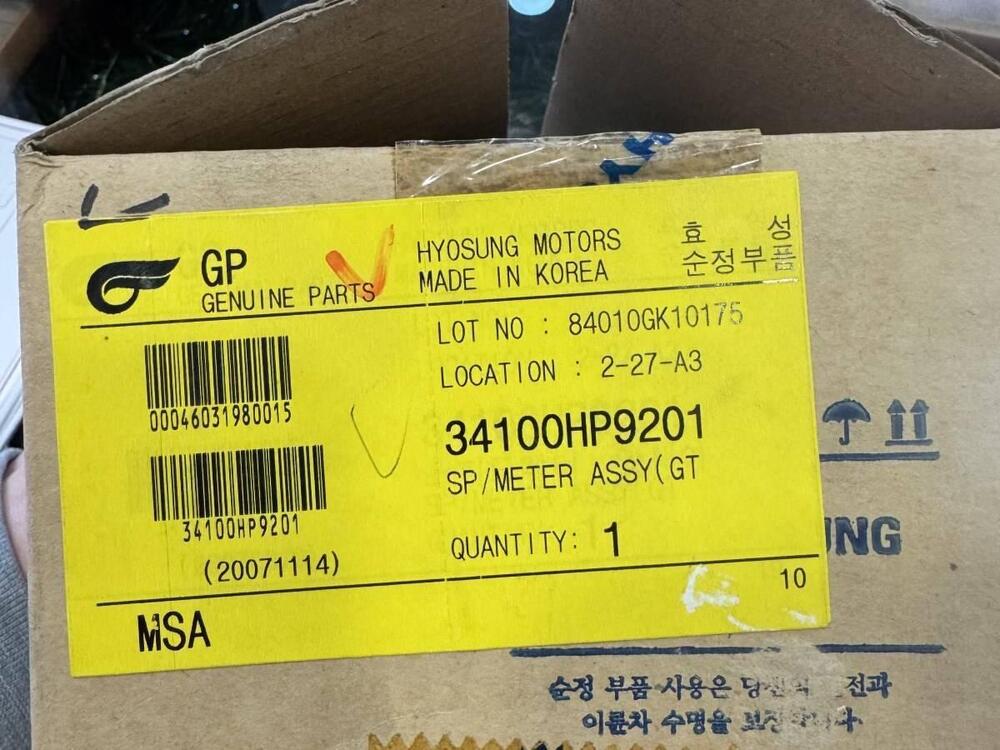 GP
GENUINE PARTS
HYOSUNG MOTORS
MADE IN KOREA
효 성
순정부품
LOT NO : 84010GK10175
LOCATION : 2-27-A3
00046031980015
34100HP9201
SP/METER ASSY(GT
34100HP9201
(20071114)
QUANTITY: 1
10
MSA
순정 부품 사용은
이륜차 수명을